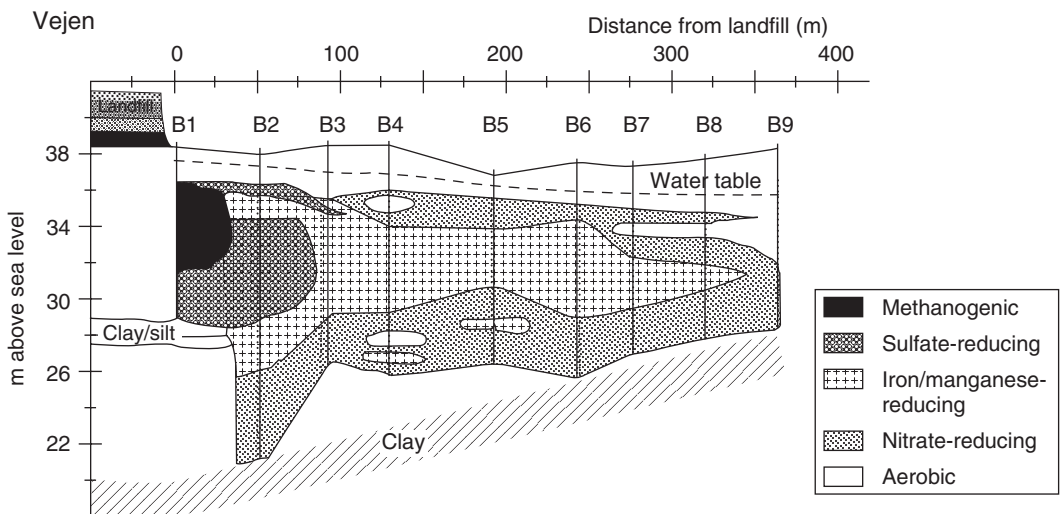 Vejen
Distance from landfill (m)
0 100 200 300 400
Landfill
B1 B2 B3 B4 B5 B6 B7 B8 B9
38
34
30
26
22
m above sea level
Water table
Clay/silt
Clay
Methanogenic
Sulfate-reducing
Iron/manganese-
reducing
Nitrate-reducing
Aerobic